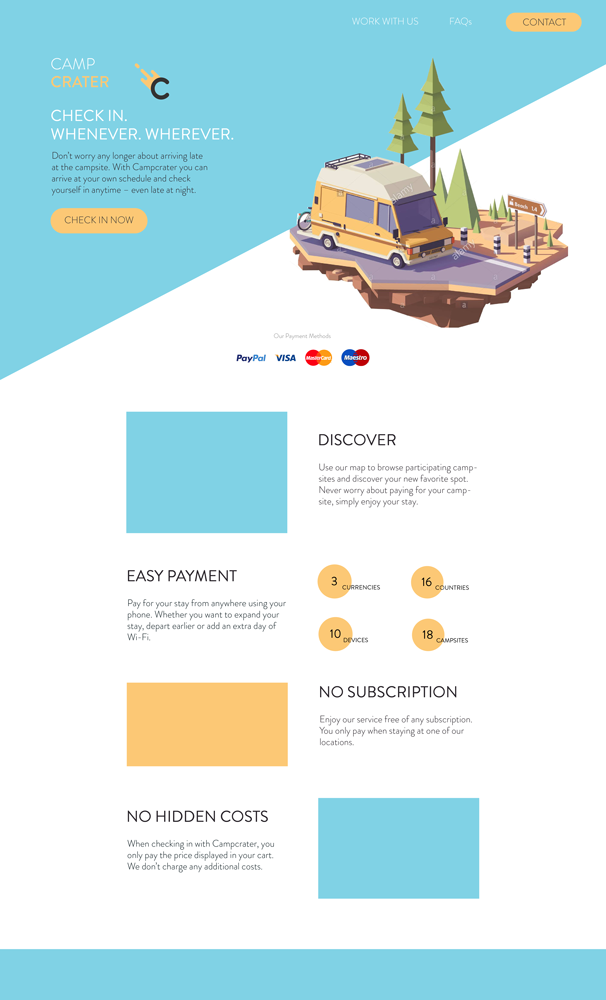 WORK WITH US
FAQs
CONTACT
CAMP
CRATER
C
CHECK IN.
WHENEVER. WHEREVER.
Don't worry any longer about arriving late
at the campsite. With Campcrater you can
arrive at your own schedule and check
yourself in anytime – even late at night.
CHECK IN NOW
alamy
Beach 14
alamy
a
Our Payment Methods
PayPal
VISA
MasterCard
Maestro
DISCOVER
Use our map to browse participating camp-
sites and discover your new favorite spot.
Never worry about paying for your camp-
site, simply enjoy your stay.
EASY PAYMENT
Pay for your stay from anywhere using your
phone. Whether you want to expand your
stay, depart earlier or add an extra day of
Wi-Fi.
3 CURRENCIES
16 COUNTRIES
10 DEVICES
18 CAMPSITES
NO SUBSCRIPTION
Enjoy our service free of any subscription.
You only pay when staying at one of our
locations.
NO HIDDEN COSTS
When checking in with Campcrater, you
only pay the price displayed in your cart.
We don't charge any additional costs.